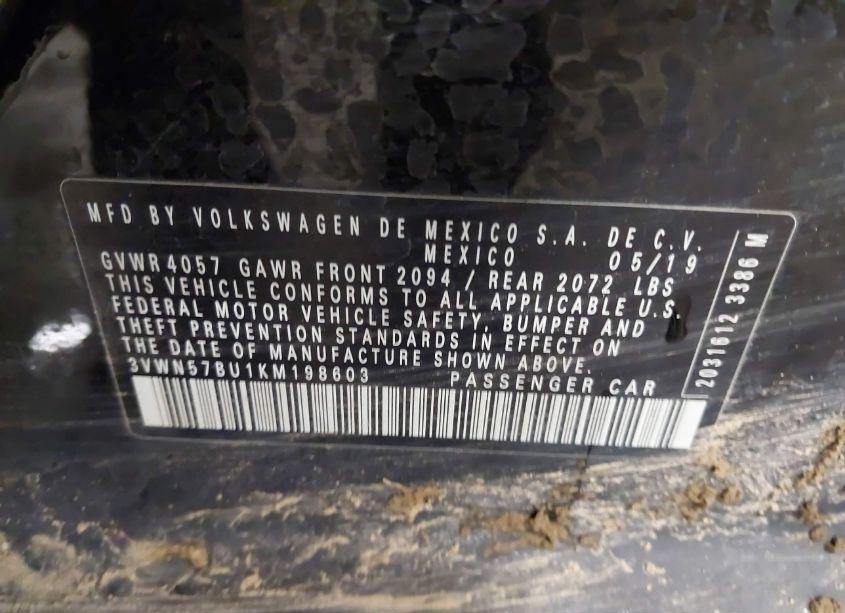 MFD BY VOLKSWAGEN DE MEXICO S.A. DE C.V.
MEXICO 05/19
GVWR 4057 GAWR FRONT 2094 / REAR 2072 LBS
THIS VEHICLE CONFORMS TO ALL APPLICABLE U.S.
FEDERAL MOTOR VEHICLE SAFETY, BUMPER AND
THEFT PREVENTION STANDARDS IN EFFECT ON
THE DATE OF MANUFACTURE SHOWN ABOVE.
3VWN57BU1KM198603 PASSENGER CAR
2031612 3386 M